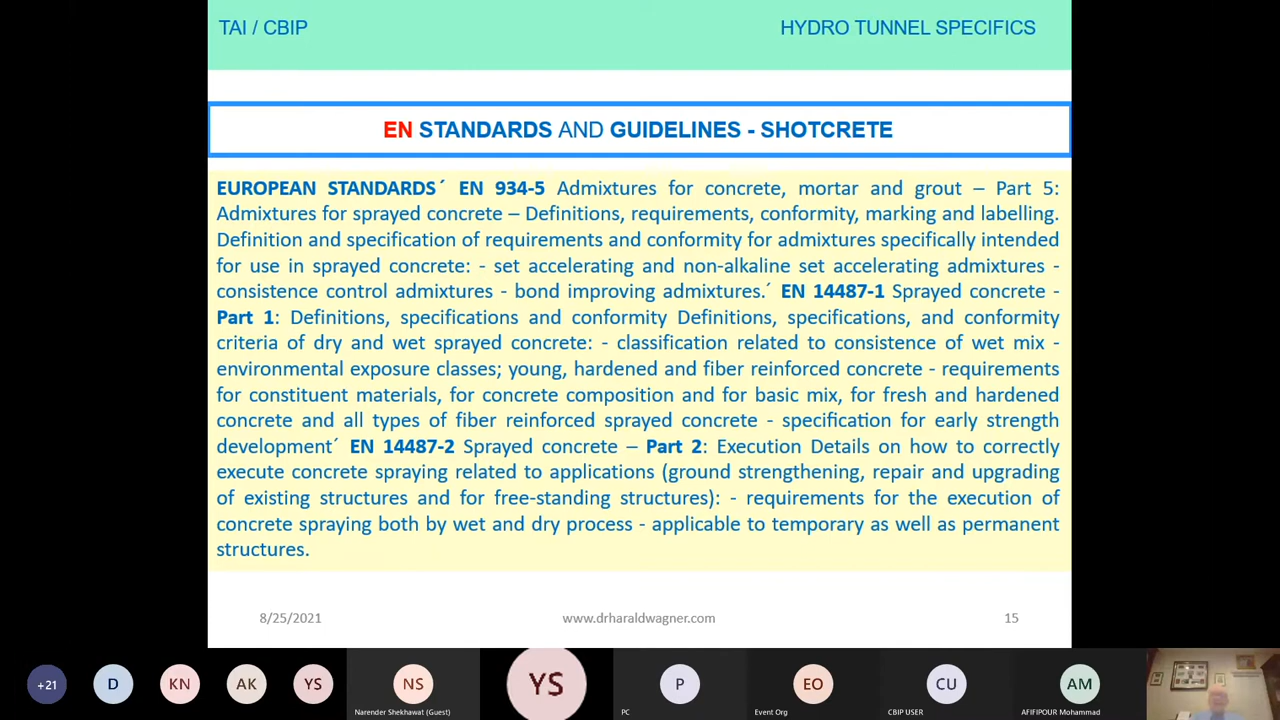 TAI / CBIP
HYDRO TUNNEL SPECIFICS
EN STANDARDS AND GUIDELINES - SHOTCRETE
EUROPEAN STANDARDS´ EN 934-5 Admixtures for concrete, mortar and grout – Part 5:
Admixtures for sprayed concrete – Definitions, requirements, conformity, marking and labelling.
Definition and specification of requirements and conformity for admixtures specifically intended
for use in sprayed concrete: - set accelerating and non-alkaline set accelerating admixtures -
consistence control admixtures - bond improving admixtures.´ EN 14487-1 Sprayed concrete -
Part 1: Definitions, specifications and conformity Definitions, specifications, and conformity
criteria of dry and wet sprayed concrete: - classification related to consistence of wet mix -
environmental exposure classes; young, hardened and fiber reinforced concrete - requirements
for constituent materials, for concrete composition and for basic mix, for fresh and hardened
concrete and all types of fiber reinforced sprayed concrete - specification for early strength
development´ EN 14487-2 Sprayed concrete – Part 2: Execution Details on how to correctly
execute concrete spraying related to applications (ground strengthening, repair and upgrading
of existing structures and for free-standing structures): - requirements for the execution of
concrete spraying both by wet and dry process - applicable to temporary as well as permanent
structures.
8/25/2021
www.drharaldwagner.com
15
+21
D
KN
AK
YS
NS
YS
P
EO
CU
AM
Narender Shekhawat (Guest)
PC
Event Org
CBIP USER
AFIFIPOUR Mohammad